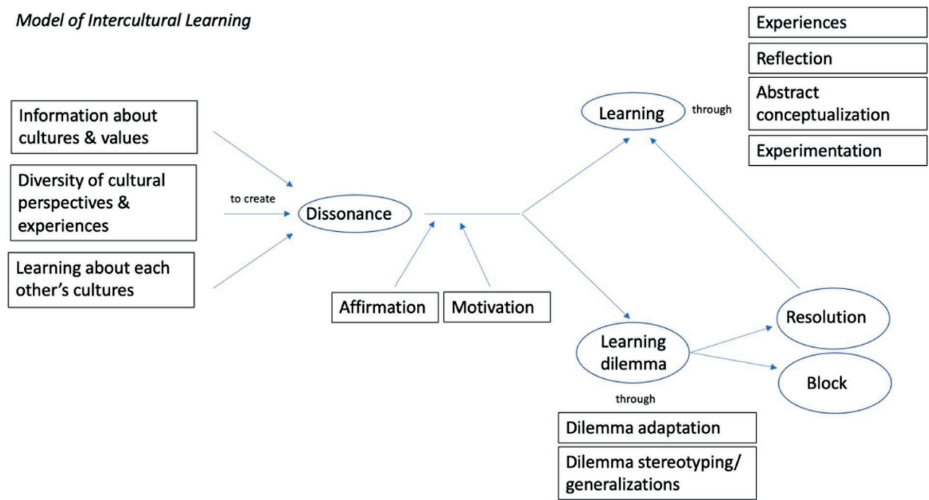 Model of Intercultural Learning
Information about
cultures & values
Diversity of cultural
perspectives &
experiences
Learning about each
other's cultures
to create
Dissonance
Affirmation
Motivation
Learning
through
Experiences
Reflection
Abstract
conceptualization
Experimentation
Learning
dilemma
through
Dilemma adaptation
Dilemma stereotyping/
generalizations
Resolution
Block